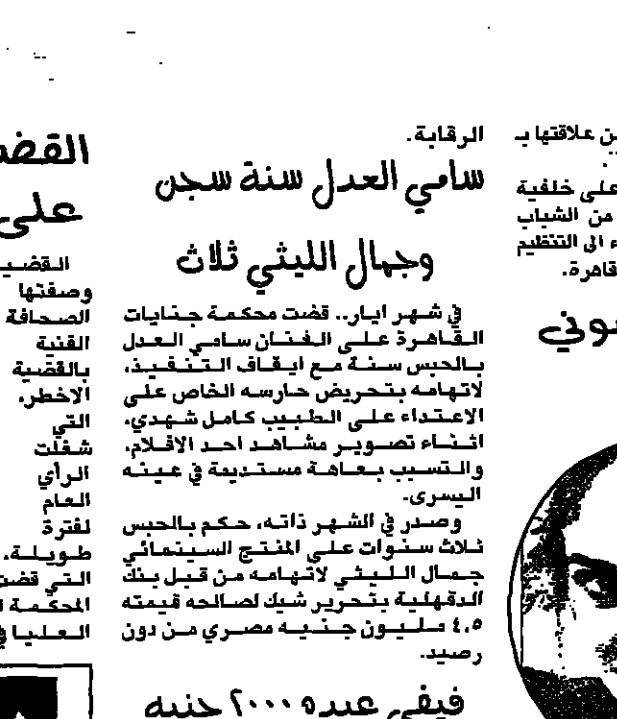 ن علاقتها بـ
على خلفية
من الشباب
ء الى التنظيم
قاهرة.
وني
الرقابة.
سامي العدل سنة سجن
وجمال الليثي ثلاث
في شهر ايار.. قضت محكمة جنايات
القاهرة على الفنان سامي العدل
بالحبس سنة مع ايقاف التنفيذ،
لاتهامه بتحريض حارسه الخاص على
الاعتداء على الطبيب كامل شهدي،
اثناء تصوير مشاهد احد الافلام،
والتسبب بعاهة مستديمة في عينه
اليسرى.
وصدر في الشهر ذاته، حكم بالحبس
ثلاث سنوات على المنتج السينمائي
جمال الليثي لاتهامه من قبل بنك
الدقهلية بتحرير شيك لصالحه قيمته
٤،٥ مليون جنيه مصري من دون
رصيد.
فيفي عبده ٢٠٠٠ جنيه
القض
على
القضيـ
وصفتها
الصحافة
الفنية
بالقضية
الاخطر،
التي
شغلت
الرأي
العام
لفترة
طويلة،
التي قضت
المحكمة ا
العليا في